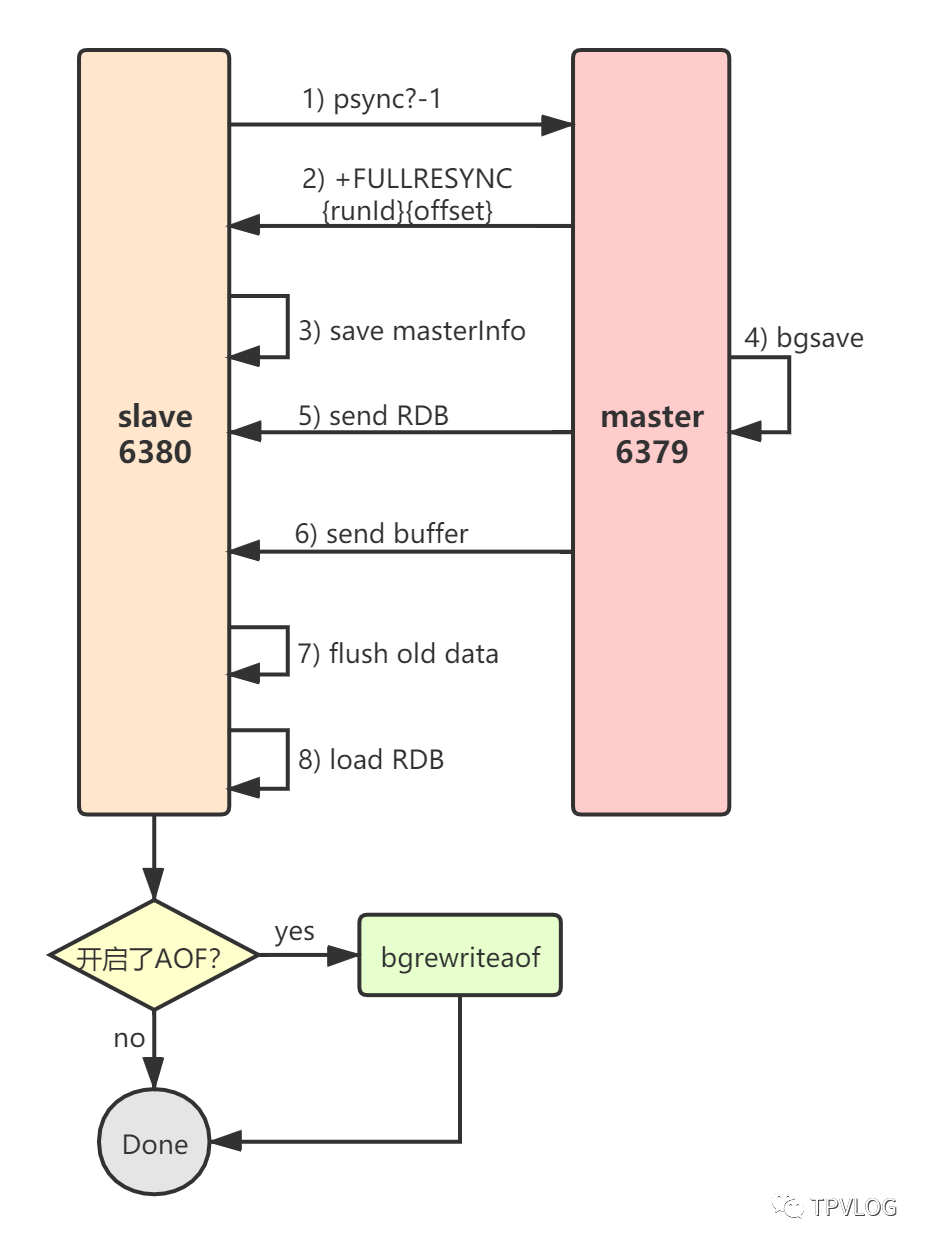 1) psync?-1
2) +FULLRESYNC
{runId}{offset}
3) save masterInfo
4) bgsave
slave
6380
5) send RDB
master
6379
6) send buffer
7) flush old data
8) load RDB
开启了AOF?
yes
bgrewriteaof
no
Done
TPVLOG